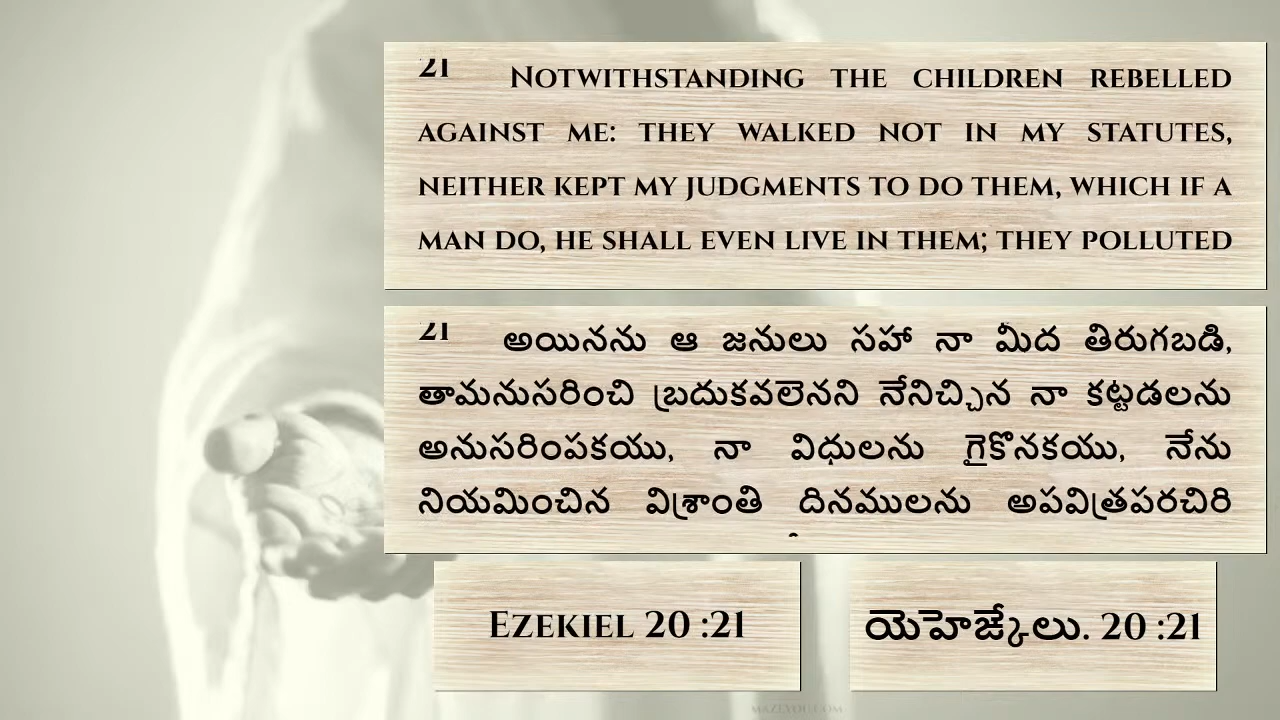 21 Notwithstanding the children rebelled
against me: they walked not in my statutes,
neither kept my judgments to do them, which if a
man do, he shall even live in them; they polluted
21 అయినను ఆ జనులు సహా నా మీద తిరుగబడి,
తామనుసరించి బ్రదుకవలెనని నేనిచ్చిన నా కట్టడలను
అనుసరింపకయు, నా విధులను గైకొనకయు, నేను
నియమించిన విశ్రాంతి దినములను అపవిత్రపరచిరి
Ezekiel 20 :21
యెహెఙ్కేలు. 20 :21